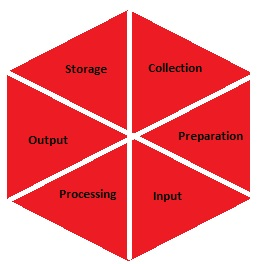 Storage
Collection
Output
Preparation
Processing
Input